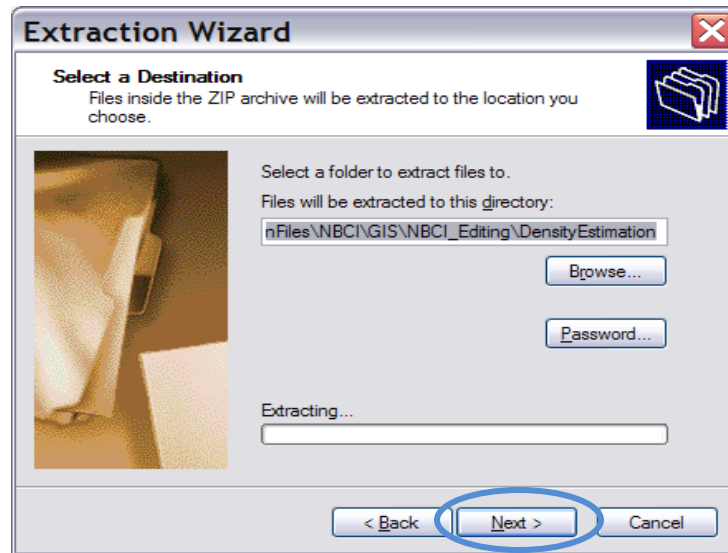 Extraction Wizard
Select a Destination
Files inside the ZIP archive will be extracted to the location you
choose.
Select a folder to extract files to.
Files will be extracted to this directory:
nFiles\NBCI\GIS\NBCI_Editing\DensityEstimation
Browse...
Password...
Extracting...
< Back
Next >
Cancel